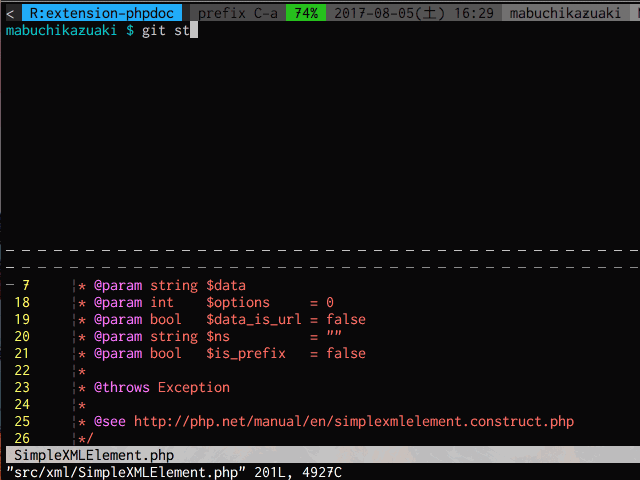 < R:extension-phpdoc prefix C-a 74% 2017-08-05(土) 16:29 mabuchikazuaki
mabuchikazuaki $ git st
7 * @param string $data
18 * @param int $options = 0
19 * @param bool $data_is_url = false
20 * @param string $ns = ""
21 * @param bool $is_prefix = false
22 *
23 * @throws Exception
24 *
25 * @see http://php.net/manual/en/simplexmlelement.construct.php
26 */
SimpleXMLElement.php
"src/xml/SimpleXMLElement.php" 201L, 4927C